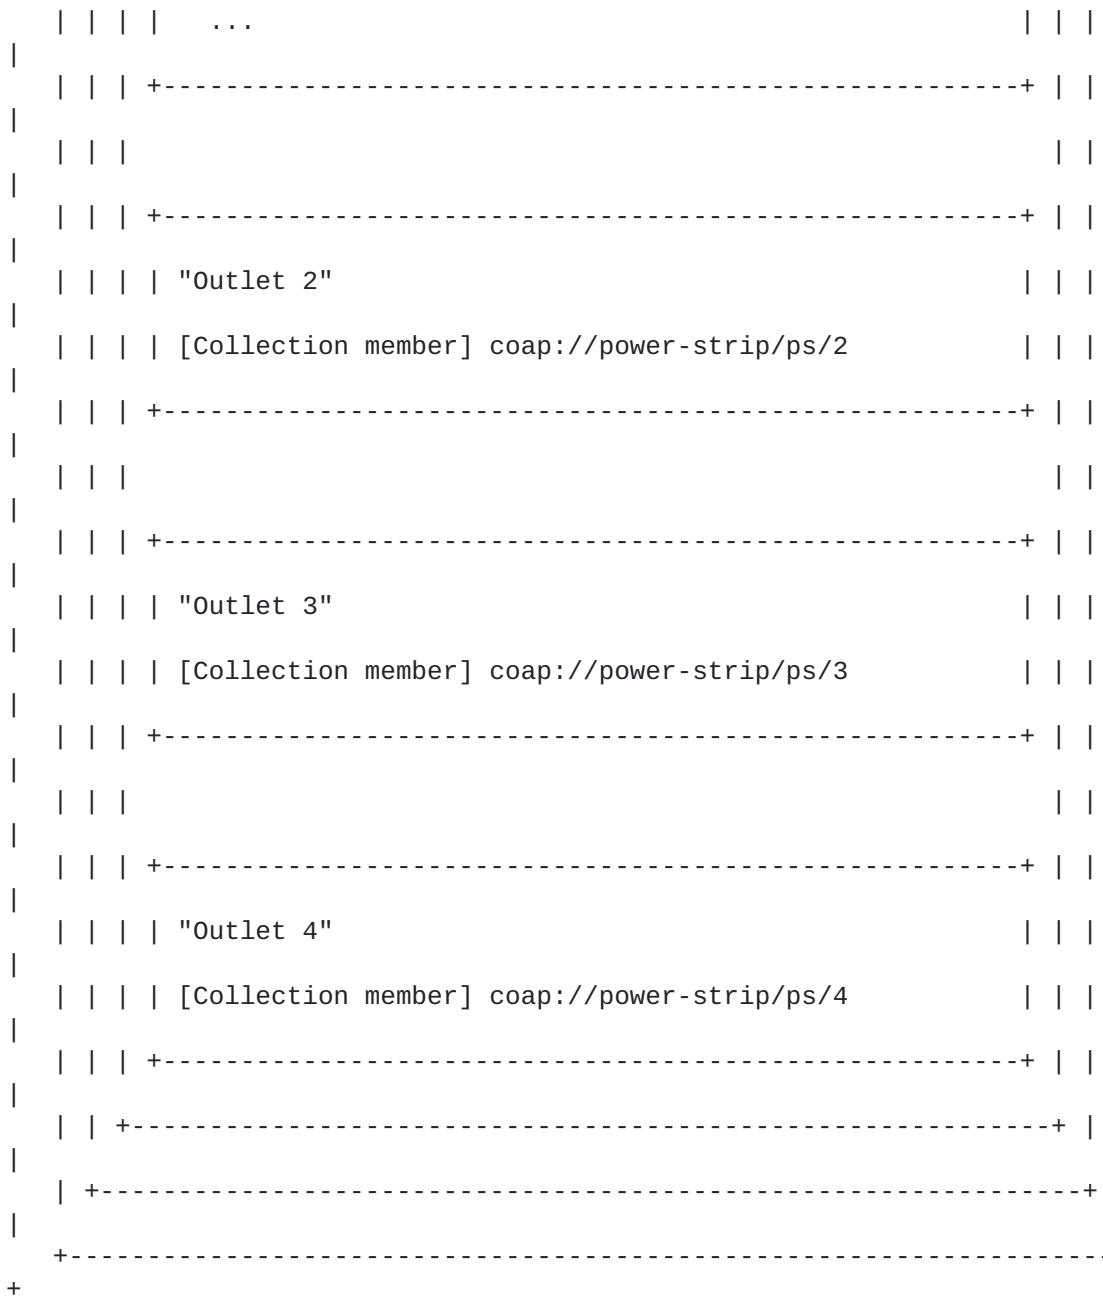 | | | |   ...                                                 | | |
|
   | | | +-------------------------------------------------------+ | |
|
   | | |                                                           | |
|
   | | | +-------------------------------------------------------+ | |
|
   | | | | "Outlet 2"                                            | | |
|
   | | | | [Collection member] coap://power-strip/ps/2           | | |
|
   | | | +-------------------------------------------------------+ | |
|
   | | |                                                           | |
|
   | | | +-------------------------------------------------------+ | |
|
   | | | | "Outlet 3"                                            | | |
|
   | | | | [Collection member] coap://power-strip/ps/3           | | |
|
   | | | +-------------------------------------------------------+ | |
|
   | | |                                                           | |
|
   | | | +-------------------------------------------------------+ | |
|
   | | | | "Outlet 4"                                            | | |
|
   | | | | [Collection member] coap://power-strip/ps/4           | | |
|
   | | | +-------------------------------------------------------+ | |
|
   | | +-----------------------------------------------------------+ |
|
   | +---------------------------------------------------------------+
|
   +------------------------------------------------------------------
+